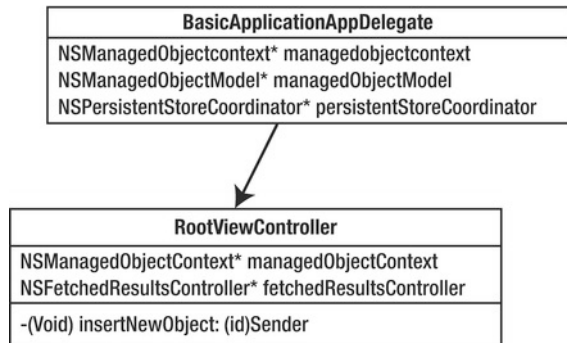 BasicApplicationAppDelegate
NSManagedObjectcontext* managedobjectcontext
NSManagedObjectModel* managedObjectModel
NSPersistentStoreCoordinator* persistentStoreCoordinator
RootViewController
NSManagedObjectContext* managedObjectContext
NSFetchedResultsController* fetchedResultsController
-(Void) insertNewObject: (id)Sender